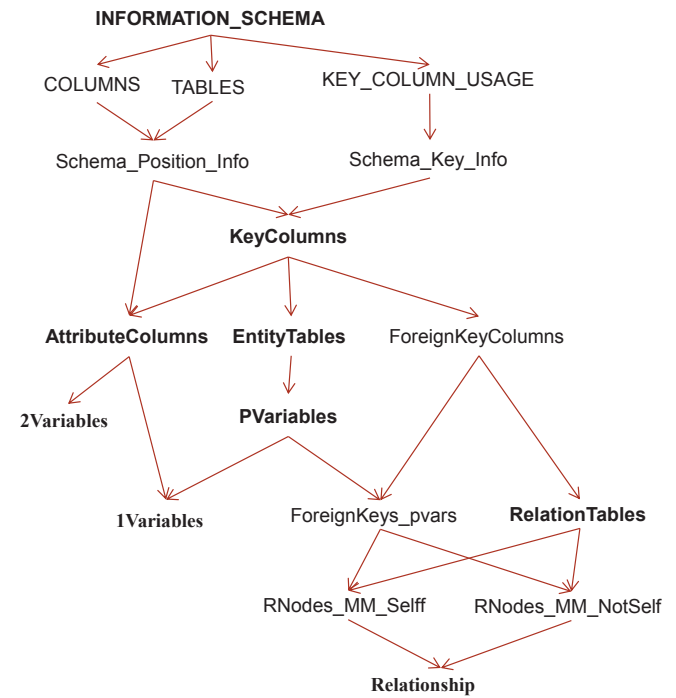 INFORMATION_SCHEMA
COLUMNS TABLES KEY_COLUMN_USAGE
Schema_Position_Info Schema_Key_Info
KeyColumns
AttributeColumns EntityTables ForeignKeyColumns
2Variables PVariables
1Variables ForeignKeys_pvars RelationTables
RNodes_MM_Selff RNodes_MM_NotSelf
Relationship